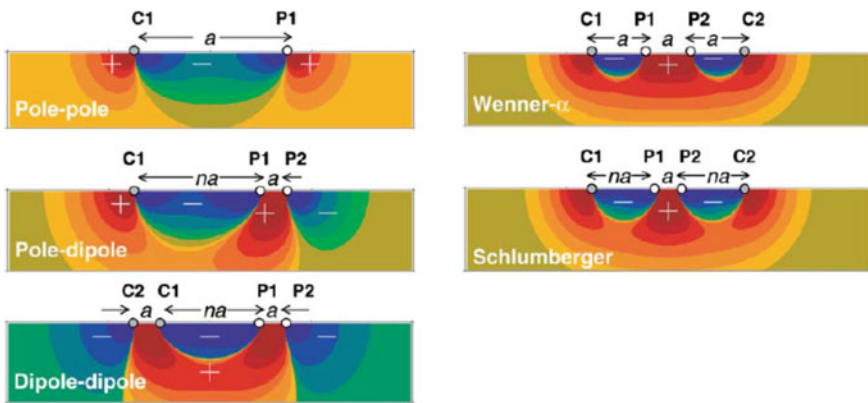 C1 P1
a
+ − +
Pole-pole
C1 P1 P2
na a
+ − + −
Pole-dipole
C2 C1 P1 P2
a na a
− − + −
Dipole-dipole
C1 P1 P2 C2
a a a
− + −
Wenner-α
C1 P1 P2 C2
na a na
− + −
Schlumberger